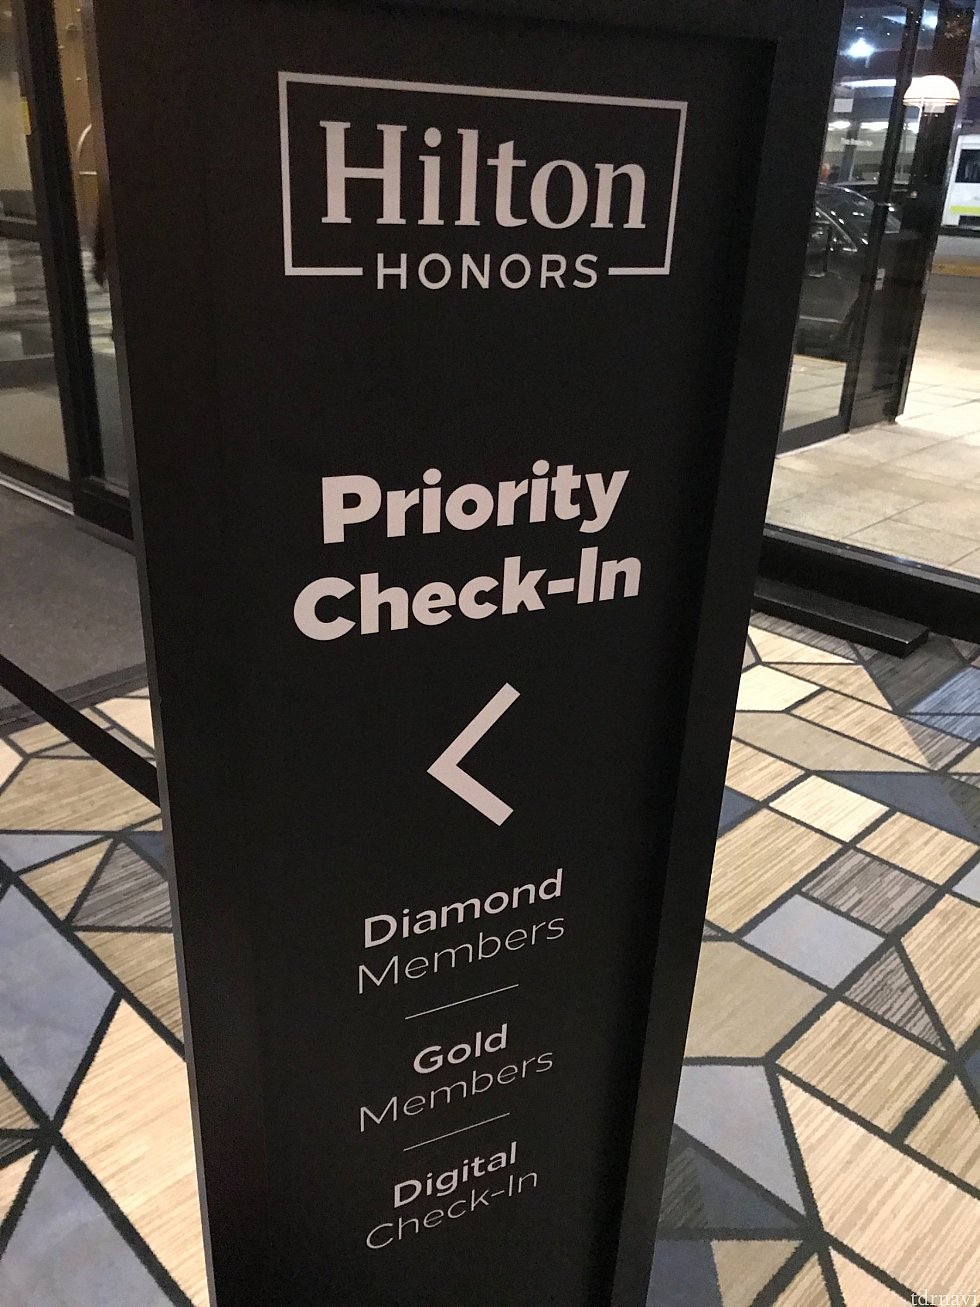 Hilton
HONORS
Priority
Check-In
<
Diamond
Members
Gold
Members
Digital
Check-In
tdrnavi